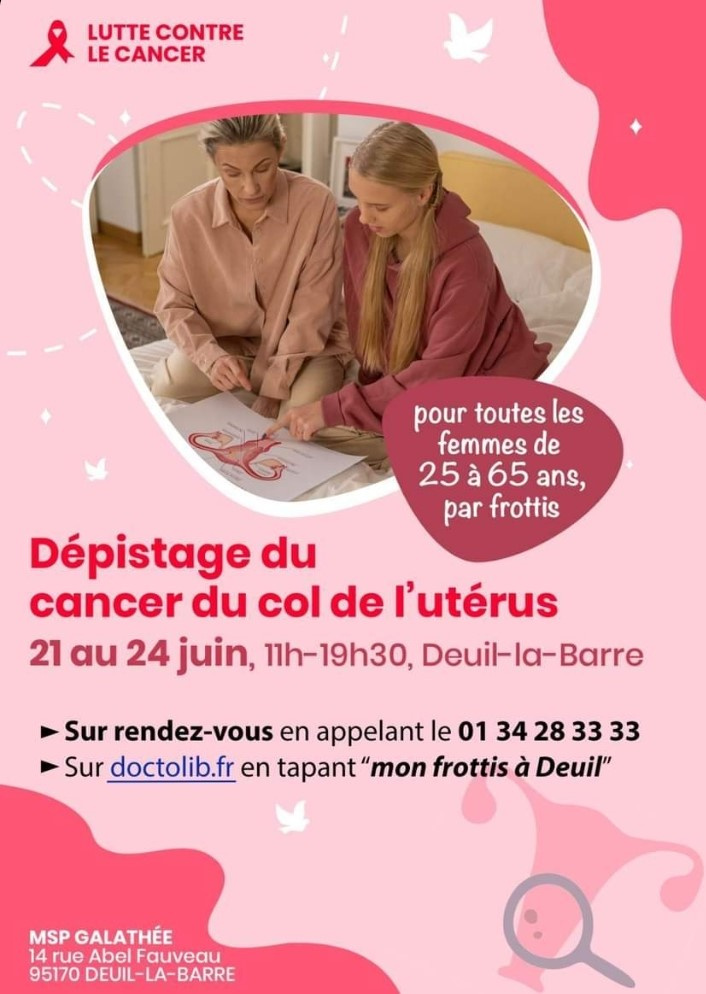 LUTTE CONTRE
LE CANCER
pour toutes les
femmes de
25 à 65 ans,
par frottis
Dépistage du
cancer du col de l'utérus
21 au 24 juin, 11h-19h30, Deuil-la-Barre
► Sur rendez-vous en appelant le 01 34 28 33 33
► Sur doctolib.fr en tapant “mon frottis à Deuil”
MSP GALATHÉE
14 rue Abel Fauveau
95170 DEUIL-LA-BARRE